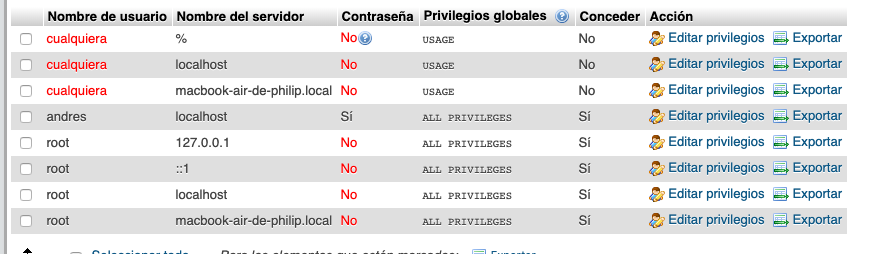 Nombre de usuario Nombre del servidor Contraseña Privilegios globales Conceder Acción
cualquiera % No USAGE No Editar privilegios Exportar
cualquiera localhost No USAGE No Editar privilegios Exportar
cualquiera macbook-air-de-philip.local No USAGE No Editar privilegios Exportar
andres localhost Sí ALL PRIVILEGES Sí Editar privilegios Exportar
root 127.0.0.1 No ALL PRIVILEGES Sí Editar privilegios Exportar
root ::1 No ALL PRIVILEGES Sí Editar privilegios Exportar
root localhost No ALL PRIVILEGES Sí Editar privilegios Exportar
root macbook-air-de-philip.local No ALL PRIVILEGES Sí Editar privilegios Exportar
Seleccionar todo Para los elementos que están marcados: Exportar